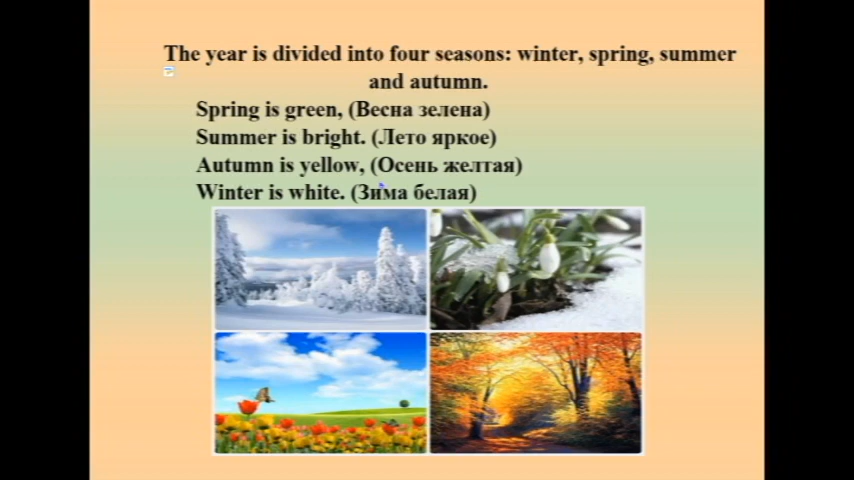 The year is divided into four seasons: winter, spring, summer
and autumn.
Spring is green, (Весна зелена)
Summer is bright. (Лето яркое)
Autumn is yellow, (Осень желтая)
Winter is white. (Зима белая)